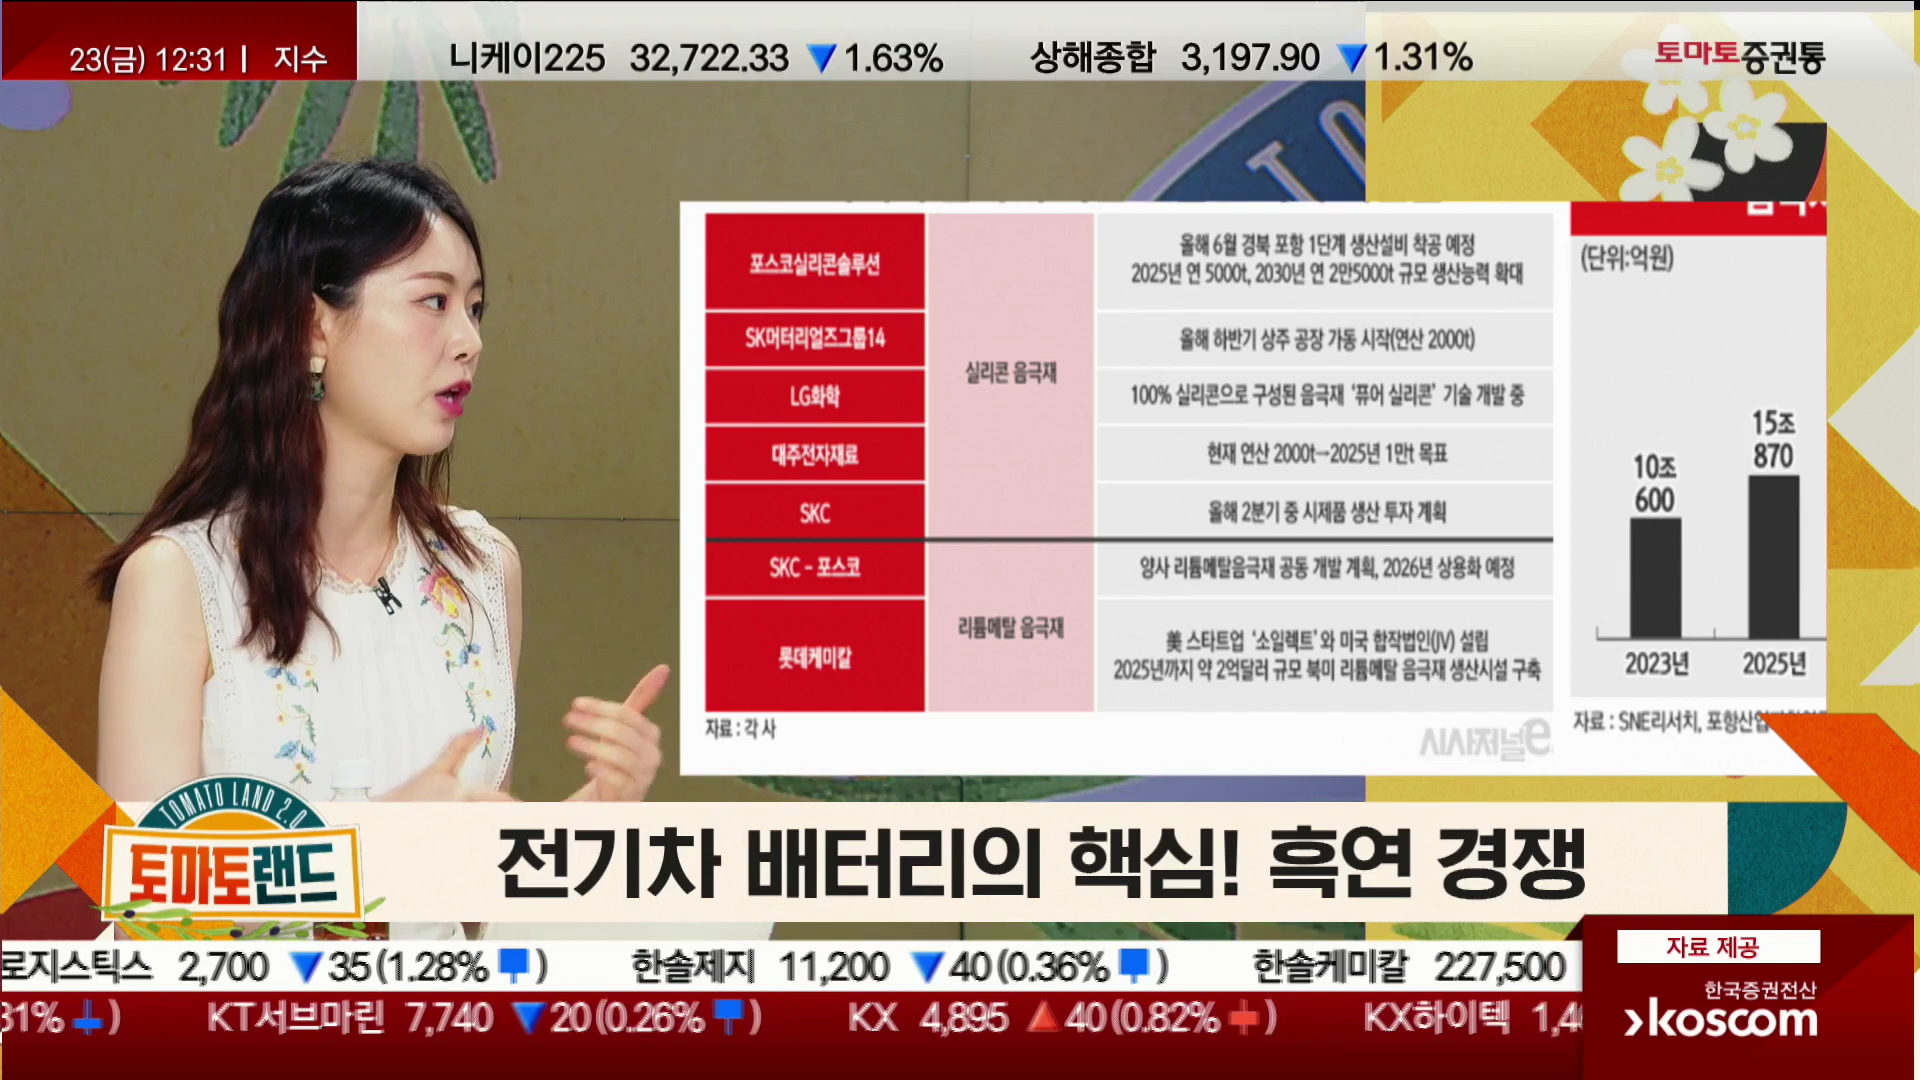 23(금) 12:31 | 지수
니케이225 32,722.33 ▼1.63% 상해종합 3,197.90 ▼1.31%
토마토증권통
TO
포스코실리콘솔루션
올해 6월 경북 포항 1단계 생산설비 착공 예정
2025년 연 5000t, 2030년 연 2만5000t 규모 생산능력 확대
SK머터리얼즈그룹14
올해 하반기 상주 공장 가동 시작(연산 2000t)
실리콘 음극재
LG화학
100% 실리콘으로 구성된 음극재 ‘퓨어 실리콘’ 기술 개발 중
대주전자재료
현재 연산 2000t→2025년 1만t 목표
SKC
올해 2분기 중 시제품 생산 투자 계획
SKC - 포스코
양사 리튬메탈음극재 공동 개발 계획, 2026년 상용화 예정
리튬메탈 음극재
롯데케미칼
美 스타트업 ‘소일렉트’와 미국 합작법인(JV) 설립
2025년까지 약 2억달러 규모 북미 리튬메탈 음극재 생산시설 구축
자료 : 각 사
시사저널e
(단위:억원)
10조
600
15조
870
2023년
2025년
자료 : SNE리서치,
TOMATO LAND 2.0
토마토랜드
전기차 배터리의 핵심! 흑연 경쟁
로지스틱스 2,700 ▼35(1.28%) 한솔제지 11,200 ▼40(0.36%) 한솔케미칼 227,500
31%) KT서브마린 7,740 ▼20(0.26%) KX 4,895 ▲40(0.82%) KX하이텍
자료 제공
한국증권전산
koscom